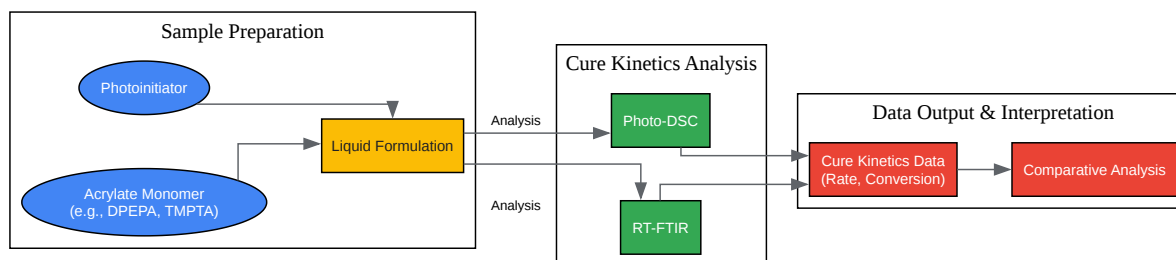 Sample Preparation
Photoinitiator
Acrylate Monomer
(e.g., DPEPA, TMPTA)
Liquid Formulation
Analysis
Analysis
Cure Kinetics Analysis
Photo-DSC
RT-FTIR
Data Output & Interpretation
Cure Kinetics Data
(Rate, Conversion)
Comparative Analysis